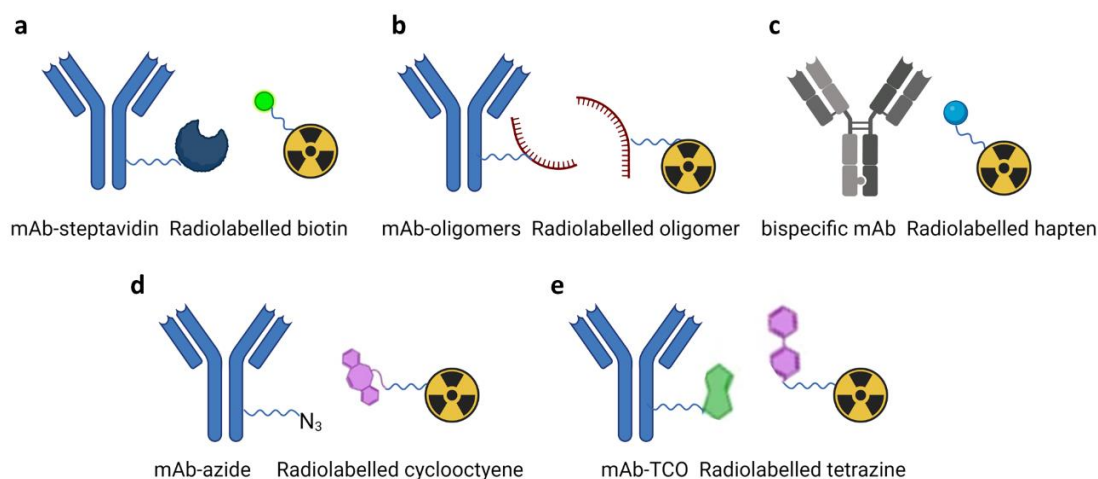 a
b
c
mAb-steptavidin Radiolabelled biotin
mAb-oligomers Radiolabelled oligomer
bispecific mAb Radiolabelled hapten
d
e
N₃
mAb-azide Radiolabelled cyclooctyene
mAb-TCO Radiolabelled tetrazine